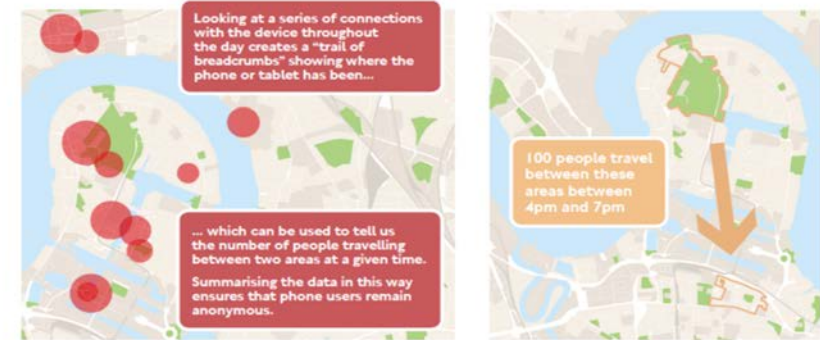 Looking at a series of connections
with the device throughout
the day creates a “trail of
breadcrumbs” showing where the
phone or tablet has been...
... which can be used to tell us
the number of people travelling
between two areas at a given time.
Summarising the data in this way
ensures that phone users remain
anonymous.
100 people travel
between these
areas between
4pm and 7pm